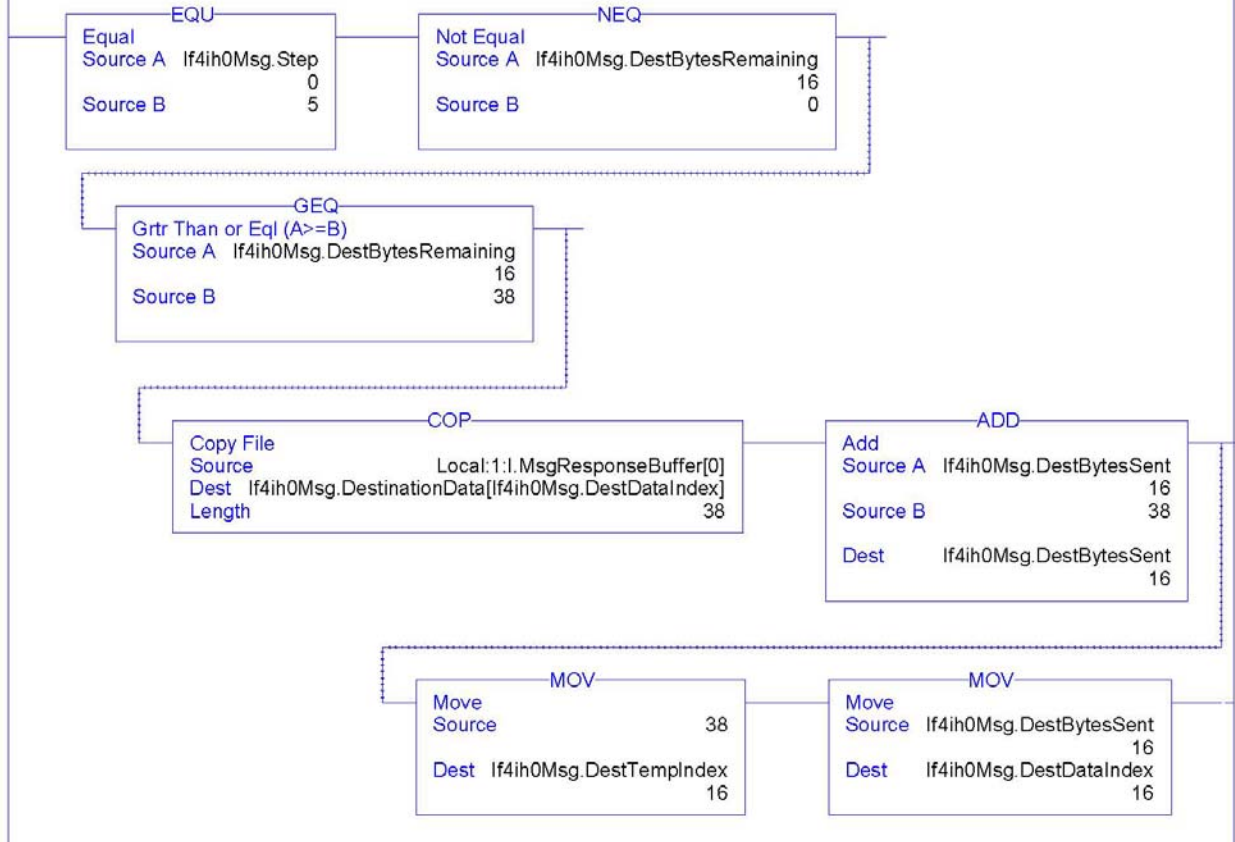 EQU
Equal
Source A If4ih0Msg.Step
0
Source B 5
NEQ
Not Equal
Source A If4ih0Msg.DestBytesRemaining
16
Source B 0
GEQ
Grtr Than or Eql (A>=B)
Source A If4ih0Msg.DestBytesRemaining
16
Source B 38
COP
Copy File
Source Local:1:I.MsgResponseBuffer[0]
Dest If4ih0Msg.DestinationData[If4ih0Msg.DestDataIndex]
Length 38
ADD
Add
Source A If4ih0Msg.DestBytesSent
16
Source B 38
Dest If4ih0Msg.DestBytesSent
16
MOV
Move
Source 38
Dest If4ih0Msg.DestTempIndex
16
MOV
Move
Source If4ih0Msg.DestBytesSent
16
Dest If4ih0Msg.DestDataIndex
16